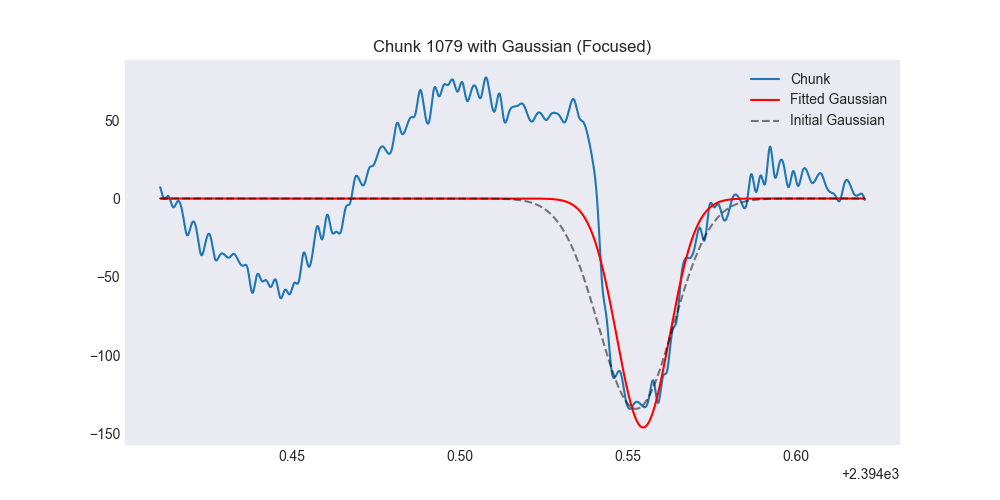 Chunk 1079 with Gaussian (Focused)
Chunk
Fitted Gaussian
Initial Gaussian
50
0
−50
−100
−150
0.45
0.50
0.55
0.60
+2.394e3